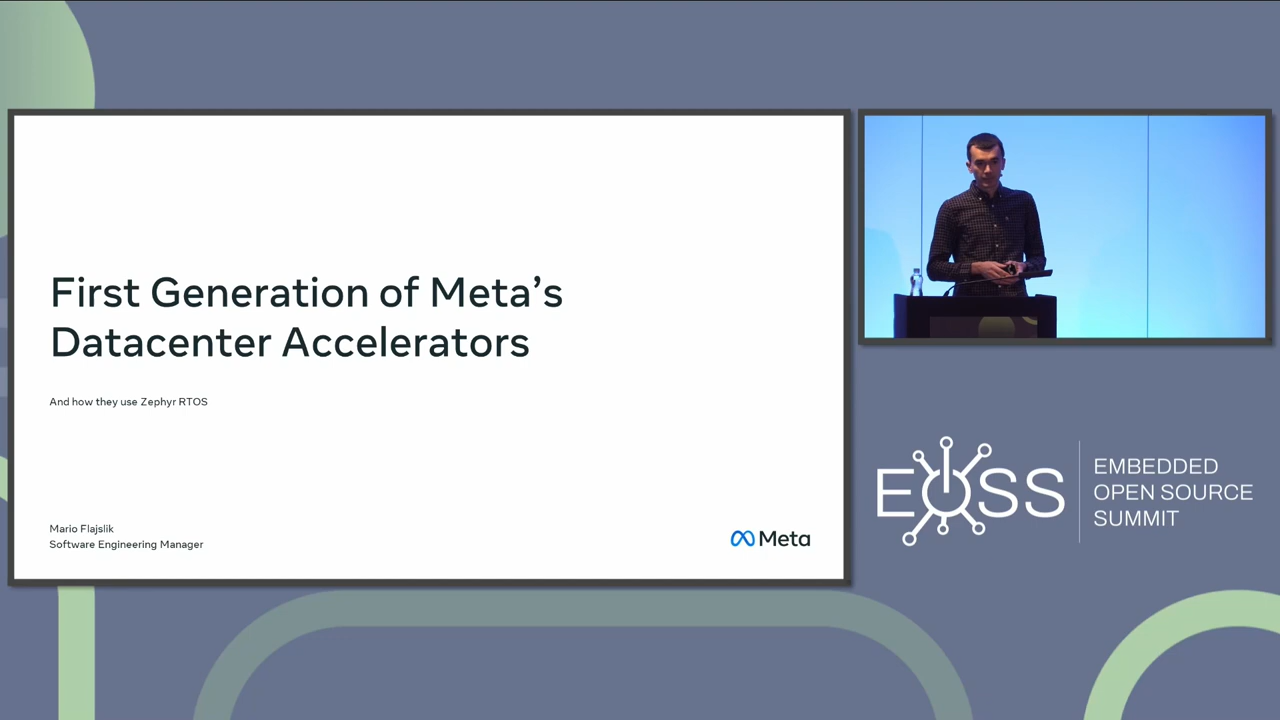 First Generation of Meta's
Datacenter Accelerators
And how they use Zephyr RTOS
Mario Flajslik
Software Engineering Manager
Meta
EOSS
EMBEDDED
OPEN SOURCE
SUMMIT